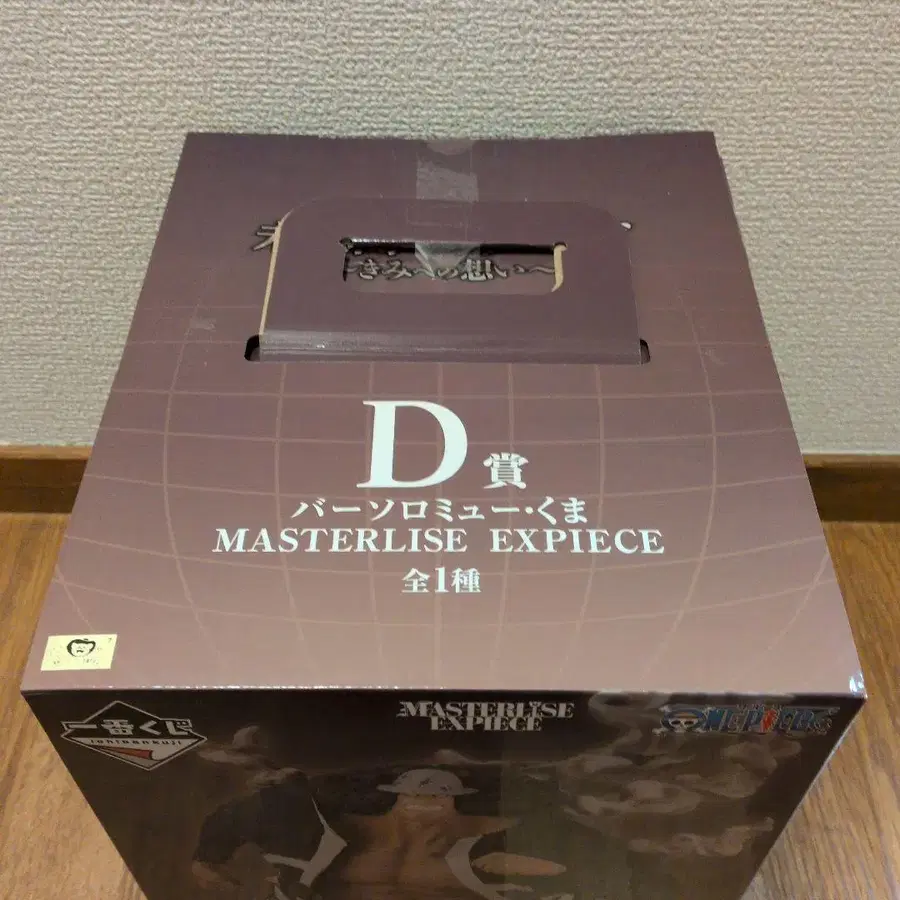 ～きみへの想い～
D賞
バーソロミュー・くま
MASTERLISE EXPIECE
全1種
一番くじ
ichibankuji
MASTERLISE
EXPIECE
ONE PIECE